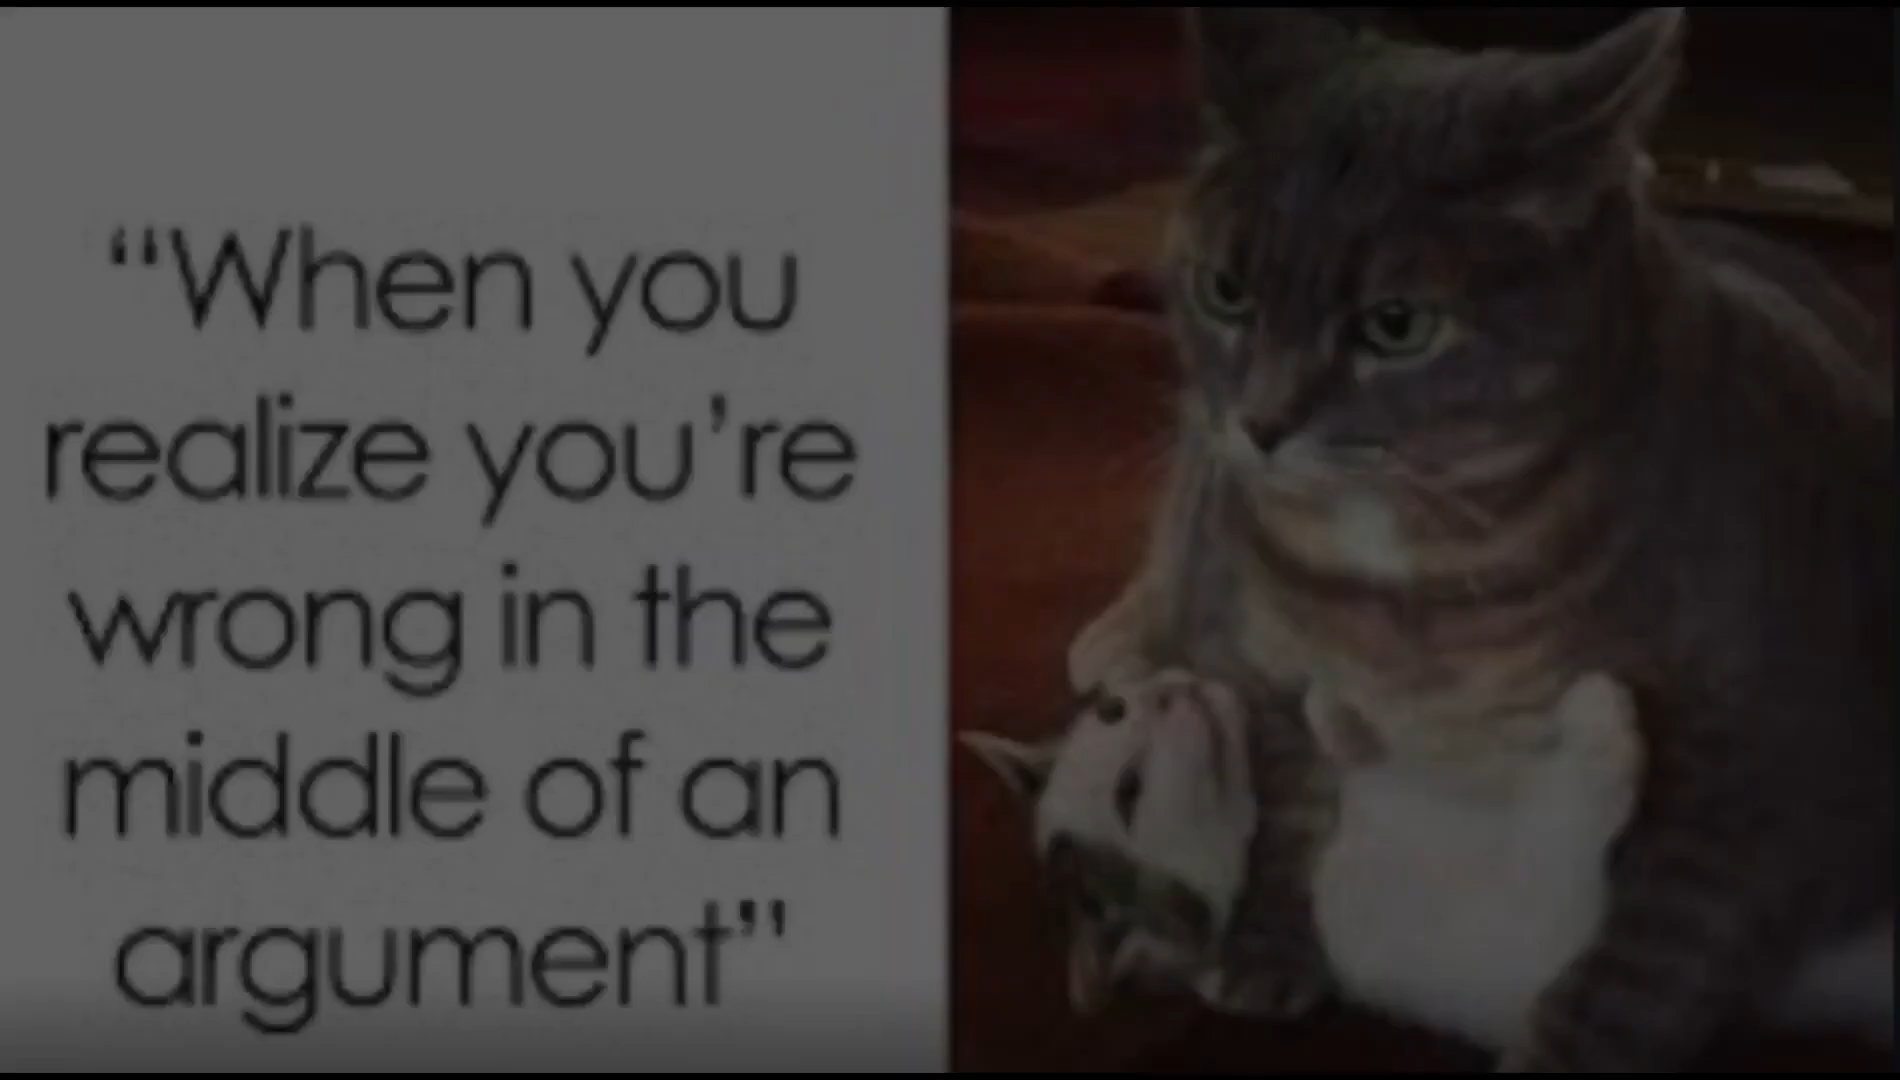 “When you
realize you’re
wrong in the
middle of an
argument”